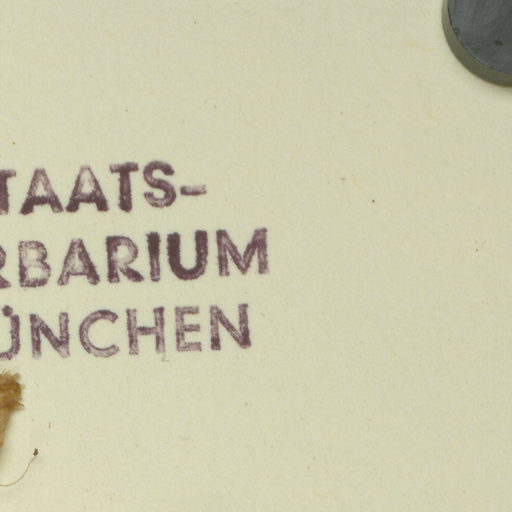 TAATS-
RBARIUM
ÜNCHEN